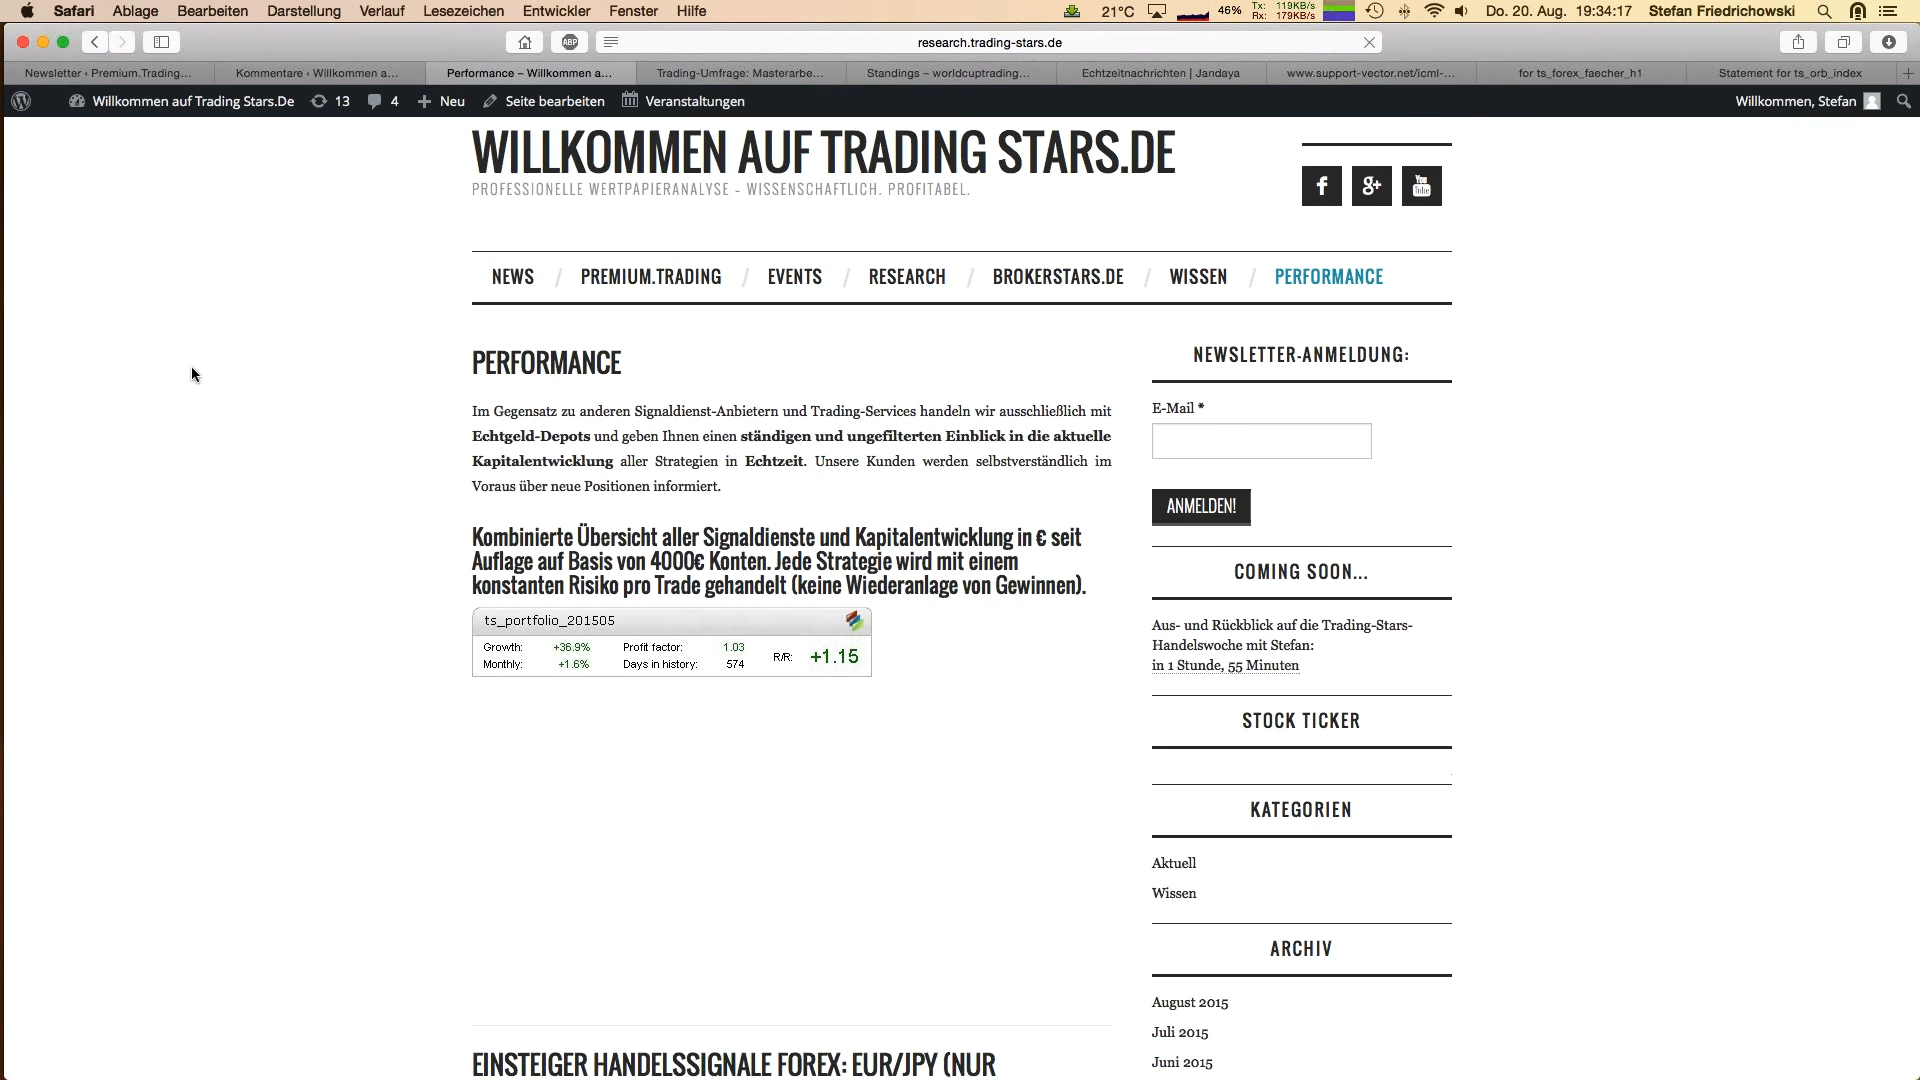 Safari Ablage Bearbeiten Darstellung Verlauf Lesezeichen Entwickler Fenster Hilfe 21°C 46% Tx: 119KB/s Rx: 179KB/s Do. 20. Aug. 19:34:17 Stefan Friedrichowski
ABP research.trading-stars.de
Newsletter ‹ Premium.Trading... Kommentare ‹ Willkommen a... Performance – Willkommen a... Trading-Umfrage: Masterarbe... Standings – worldcuptrading... Echtzeitnachrichten | Jandaya www.support-vector.net/icml-... for ts_forex_faecher_h1 Statement for ts_orb_index
Willkommen auf Trading Stars.De 13 4 Neu Seite bearbeiten Veranstaltungen Willkommen, Stefan
WILLKOMMEN AUF TRADING STARS.DE
PROFESSIONELLE WERTPAPIERANALYSE – WISSENSCHAFTLICH. PROFITABEL.
f g+ You Tube
NEWS / PREMIUM.TRADING / EVENTS / RESEARCH / BROKERSTARS.DE / WISSEN / PERFORMANCE
PERFORMANCE
Im Gegensatz zu anderen Signaldienst-Anbietern und Trading-Services handeln wir ausschließlich mit
Echtgeld-Depots und geben Ihnen einen ständigen und ungefilterten Einblick in die aktuelle
Kapitalentwicklung aller Strategien in Echtzeit. Unsere Kunden werden selbstverständlich im
Voraus über neue Positionen informiert.
Kombinierte Übersicht aller Signaldienste und Kapitalentwicklung in € seit
Auflage auf Basis von 4000€ Konten. Jede Strategie wird mit einem
konstanten Risiko pro Trade gehandelt (keine Wiederanlage von Gewinnen).
ts_portfolio_201505
Growth: +36.9% Profit factor: 1.03
Monthly: +1.6% Days in history: 574
R/R: +1.15
EINSTEIGER HANDELSSIGNALE FOREX: EUR/JPY (NUR
NEWSLETTER-ANMELDUNG:
E-Mail *
ANMELDEN!
COMING SOON...
Aus- und Rückblick auf die Trading-Stars-
Handelswoche mit Stefan:
in 1 Stunde, 55 Minuten
STOCK TICKER
KATEGORIEN
Aktuell
Wissen
ARCHIV
August 2015
Juli 2015
Juni 2015